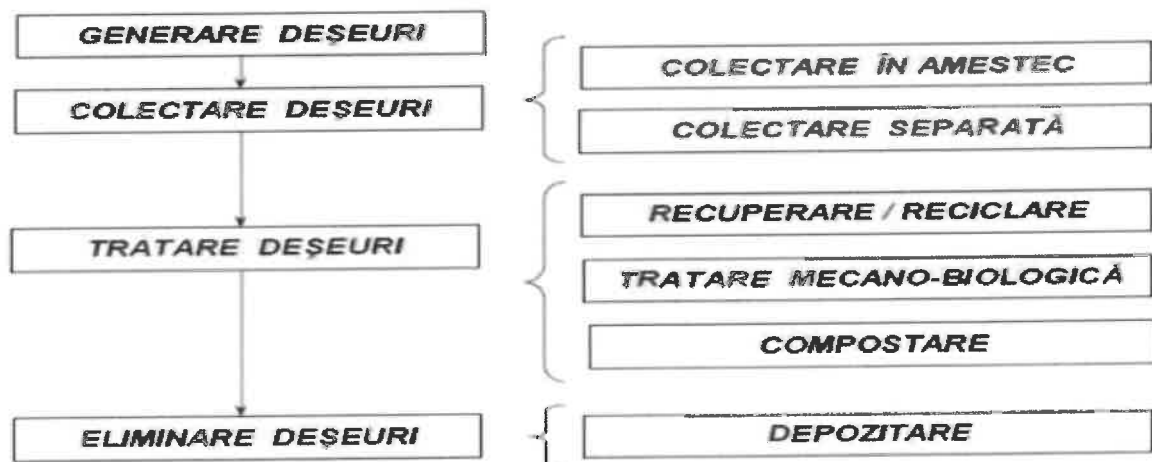 GENERARE DEȘEURI
COLECTARE DEȘEURI
COLECTARE ÎN AMESTEC
COLECTARE SEPARATĂ
TRATARE DEȘEURI
RECUPERARE / RECICLARE
TRATARE MECANO-BIOLOGICĂ
COMPOSTARE
ELIMINARE DEȘEURI
DEPOZITARE